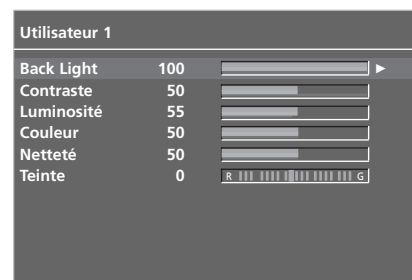 Utilisateur 1
Back Light 100
Contraste 50
Luminosité 55
Couleur 50
Netteté 50
Teinte 0 R G